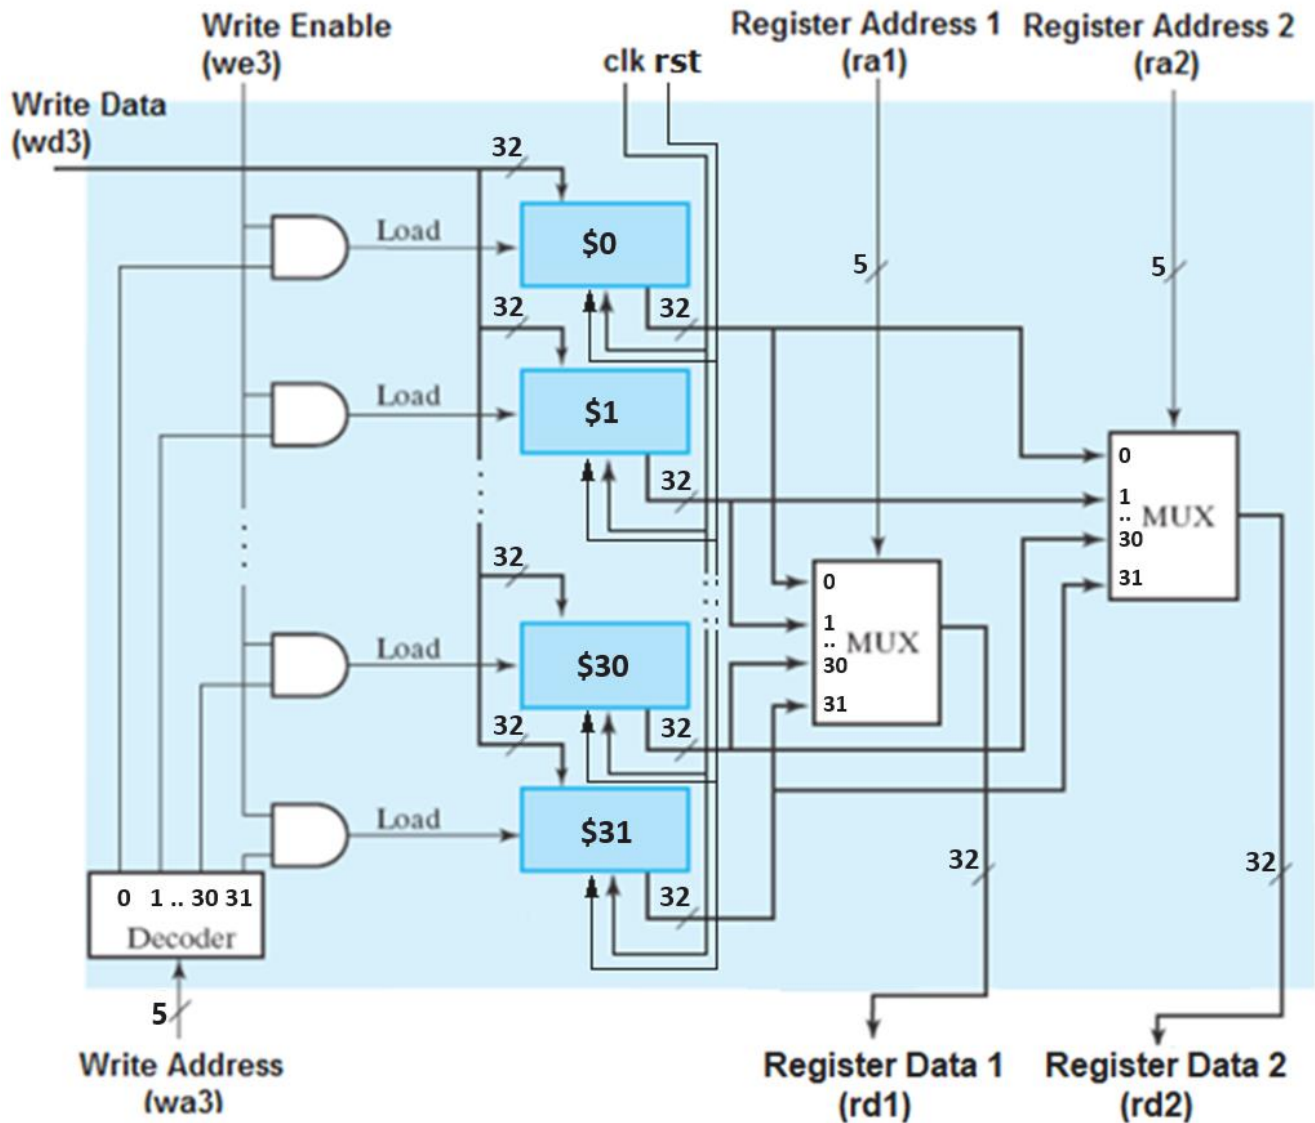 Write Enable
(we3)
Register Address 1
(ra1)
Register Address 2
(ra2)
clk rst
Write Data
(wd3)
32
Load
$0
5
5
32
32
Load
$1
32
0
1
..
30
31
MUX
32
0
1
..
30
31
MUX
Load
$30
32
32
Load
$31
32
32
32
0 1 .. 30 31
Decoder
5
Write Address
(wa3)
Register Data 1
(rd1)
Register Data 2
(rd2)